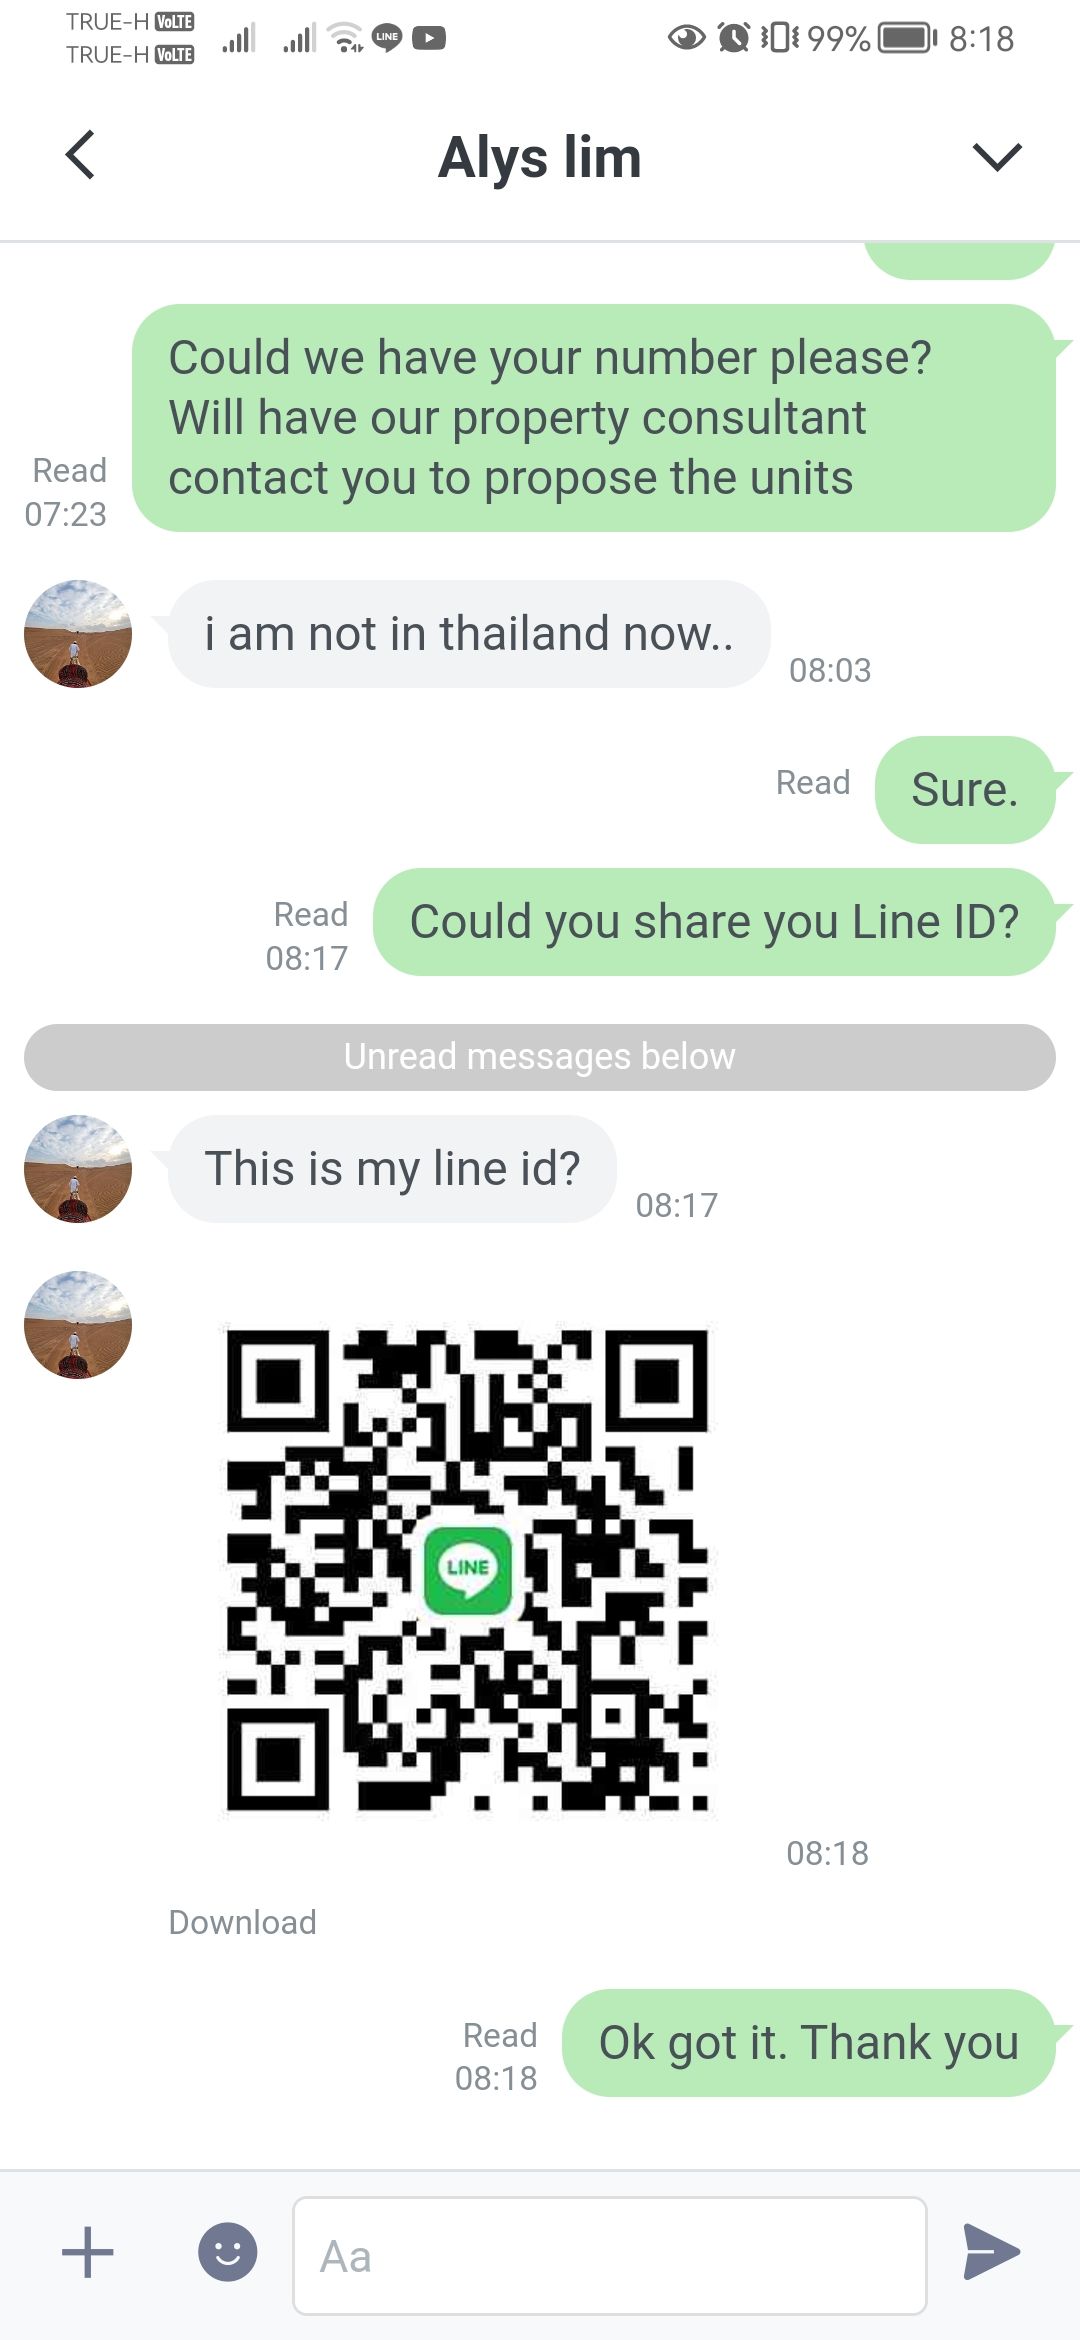 TRUE-H VoLTE
TRUE-H VoLTE
LINE
99%
8:18
Alys lim
Could we have your number please?
Will have our property consultant
contact you to propose the units
Read
07:23
i am not in thailand now..
08:03
Read
Sure.
Read
08:17
Could you share you Line ID?
Unread messages below
This is my line id?
08:17
LINE
08:18
Download
Read
08:18
Ok got it. Thank you
Aa